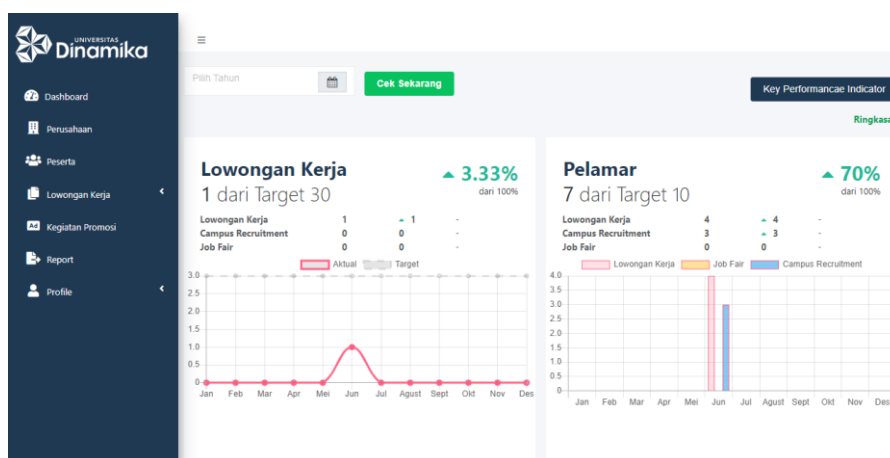 UNIVERSITAS
Dinamika
Dashboard
Perusahaan
Peserta
Lowongan Kerja
Ad Kegiatan Promosi
Report
Profile
Pilih Tahun
Cek Sekarang
Key Performancae Indicator
Ringkasa
Lowongan Kerja
1 dari Target 30
3.33%
dari 100%
Lowongan Kerja 1 1 -
Campus Recruitment 0 0 -
Job Fair 0 0 -
Aktual Target
3.0
2.5
2.0
1.5
1.0
0.5
0
Jan Feb Mar Apr Mei Jun Jul Agust Sept Okt Nov Des
Pelamar
7 dari Target 10
70%
dari 100%
Lowongan Kerja 4 4 -
Campus Recruitment 3 3 -
Job Fair 0 0 -
Lowongan Kerja Job Fair Campus Recruitment
4.0
3.5
3.0
2.5
2.0
1.5
1.0
0.5
0
Jan Feb Mar Apr Mei Jun Jul Agust Sept Okt Nov Des